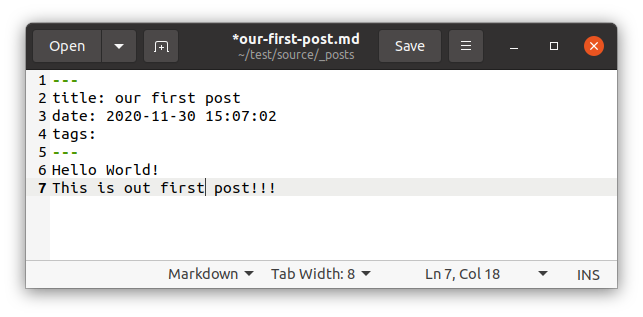 Open
*our-first-post.md
~/test/source/_posts
Save
1 ---
2 title: our first post
3 date: 2020-11-30 15:07:02
4 tags:
5 ---
6 Hello World!
7 This is out first post!!!
Markdown Tab Width: 8 Ln 7, Col 18 INS